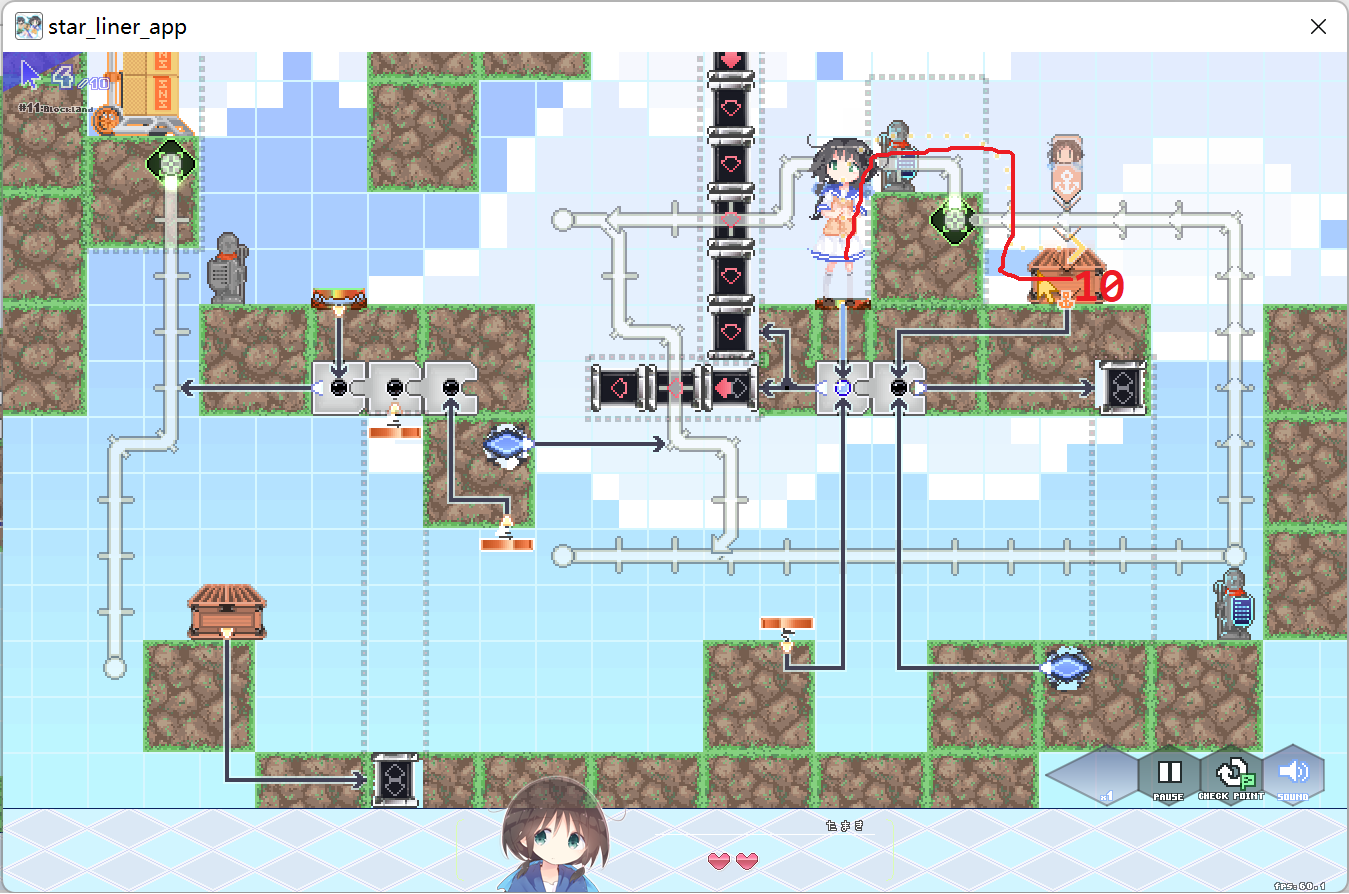 star_liner_app
4/10
#11:BlockLand
10
x1
PAUSE
CHECK POINT
SOUND
たまき
fps:60.1